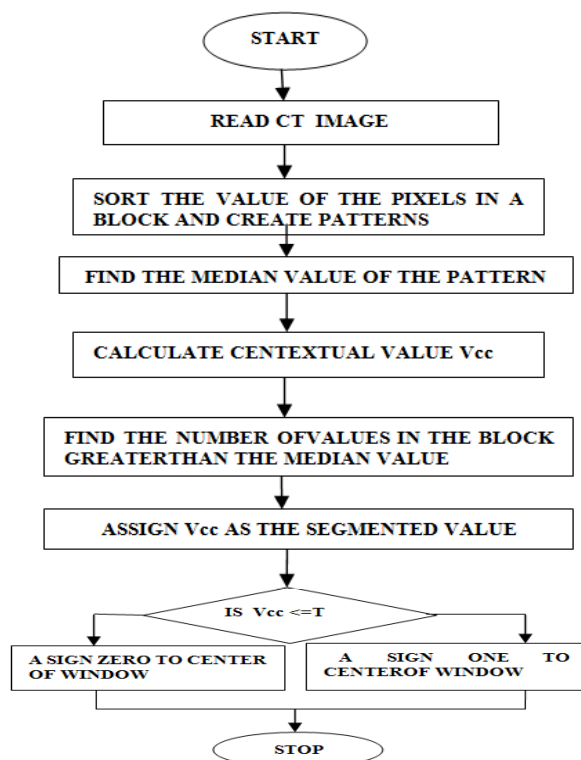 START
READ CT IMAGE
SORT THE VALUE OF THE PIXELS IN A
BLOCK AND CREATE PATTERNS
FIND THE MEDIAN VALUE OF THE PATTERN
CALCULATE CENTEXTUAL VALUE Vcc
FIND THE NUMBER OFVALUES IN THE BLOCK
GREATERTHAN THE MEDIAN VALUE
ASSIGN Vcc AS THE SEGMENTED VALUE
IS Vcc <=T
A SIGN ZERO TO CENTER
OF WINDOW
A SIGN ONE TO
CENTEROF WINDOW
STOP